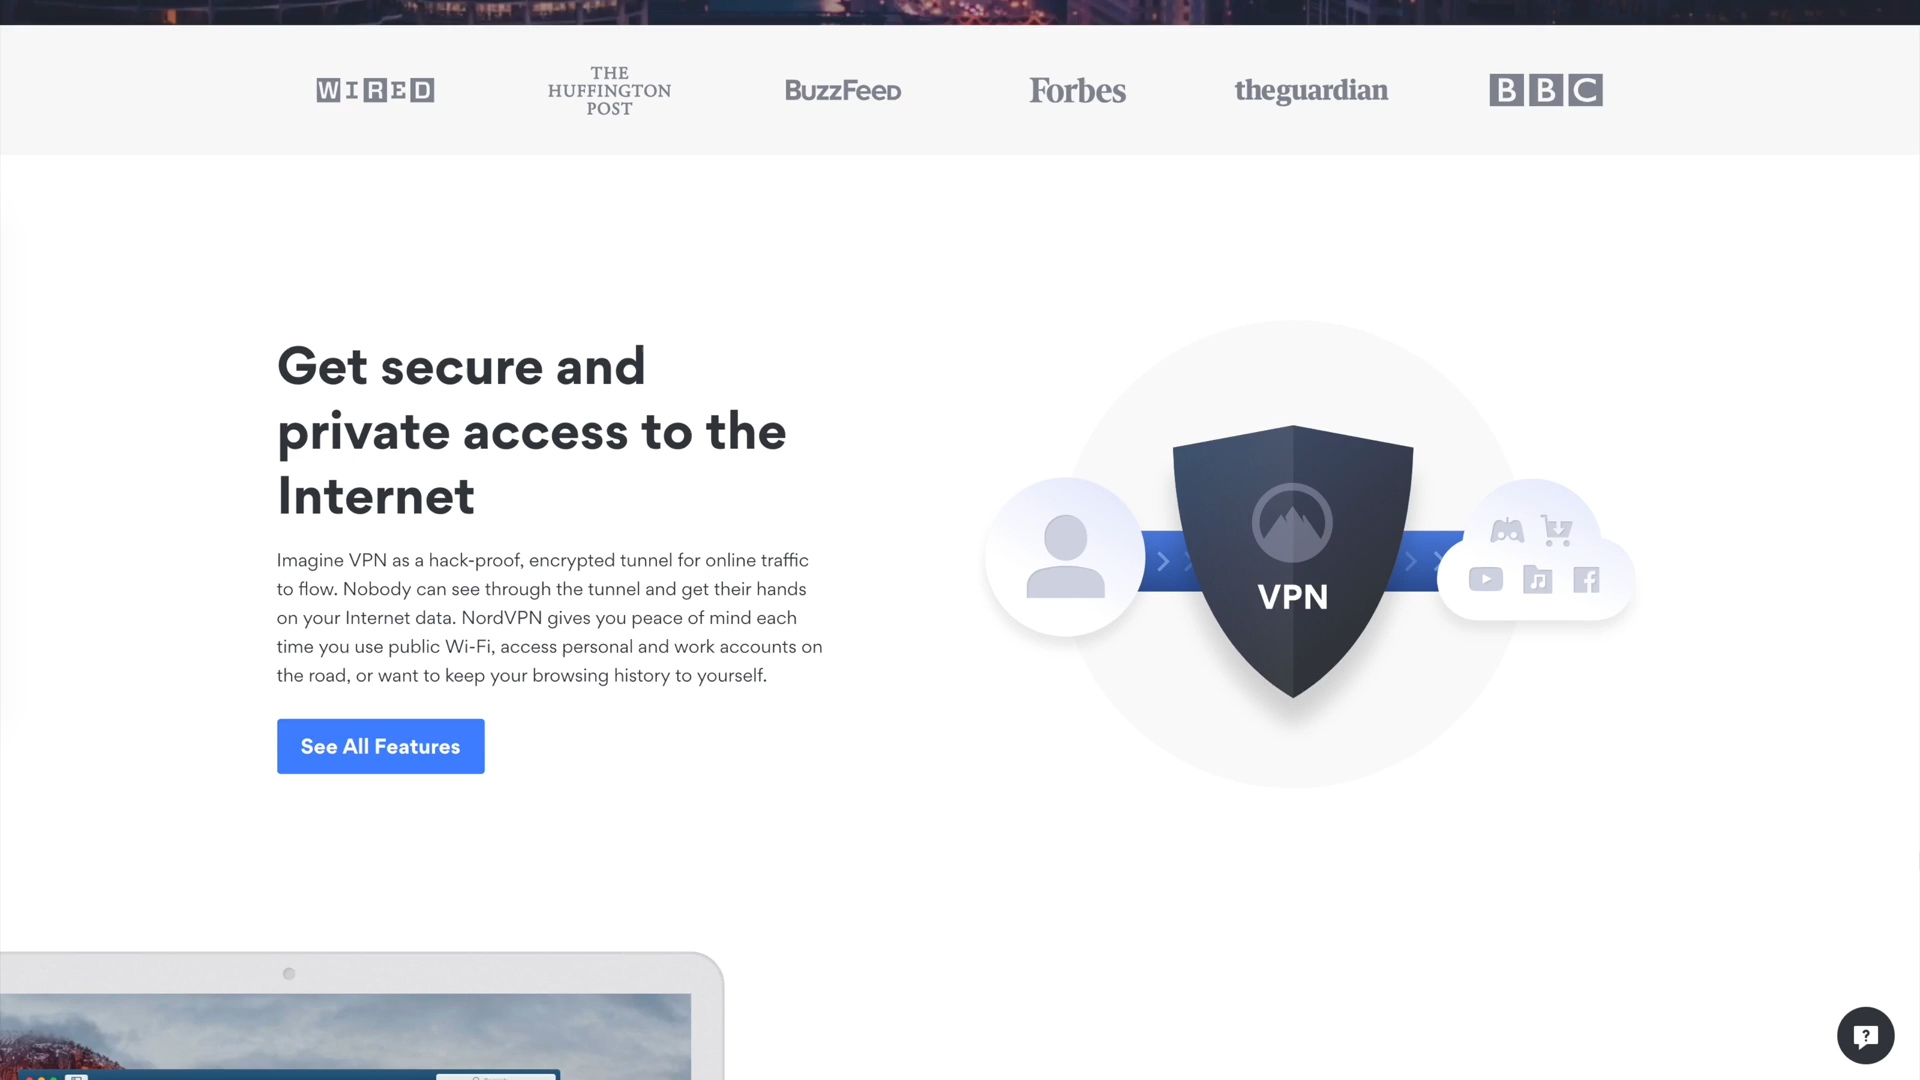 WIRED
THE
HUFFINGTON
POST
BuzzFeed
Forbes
theguardian
BBC
Get secure and
private access to the
Internet
Imagine VPN as a hack-proof, encrypted tunnel for online traffic
to flow. Nobody can see through the tunnel and get their hands
on your Internet data. NordVPN gives you peace of mind each
time you use public Wi-Fi, access personal and work accounts on
the road, or want to keep your browsing history to yourself.
See All Features
VPN
?